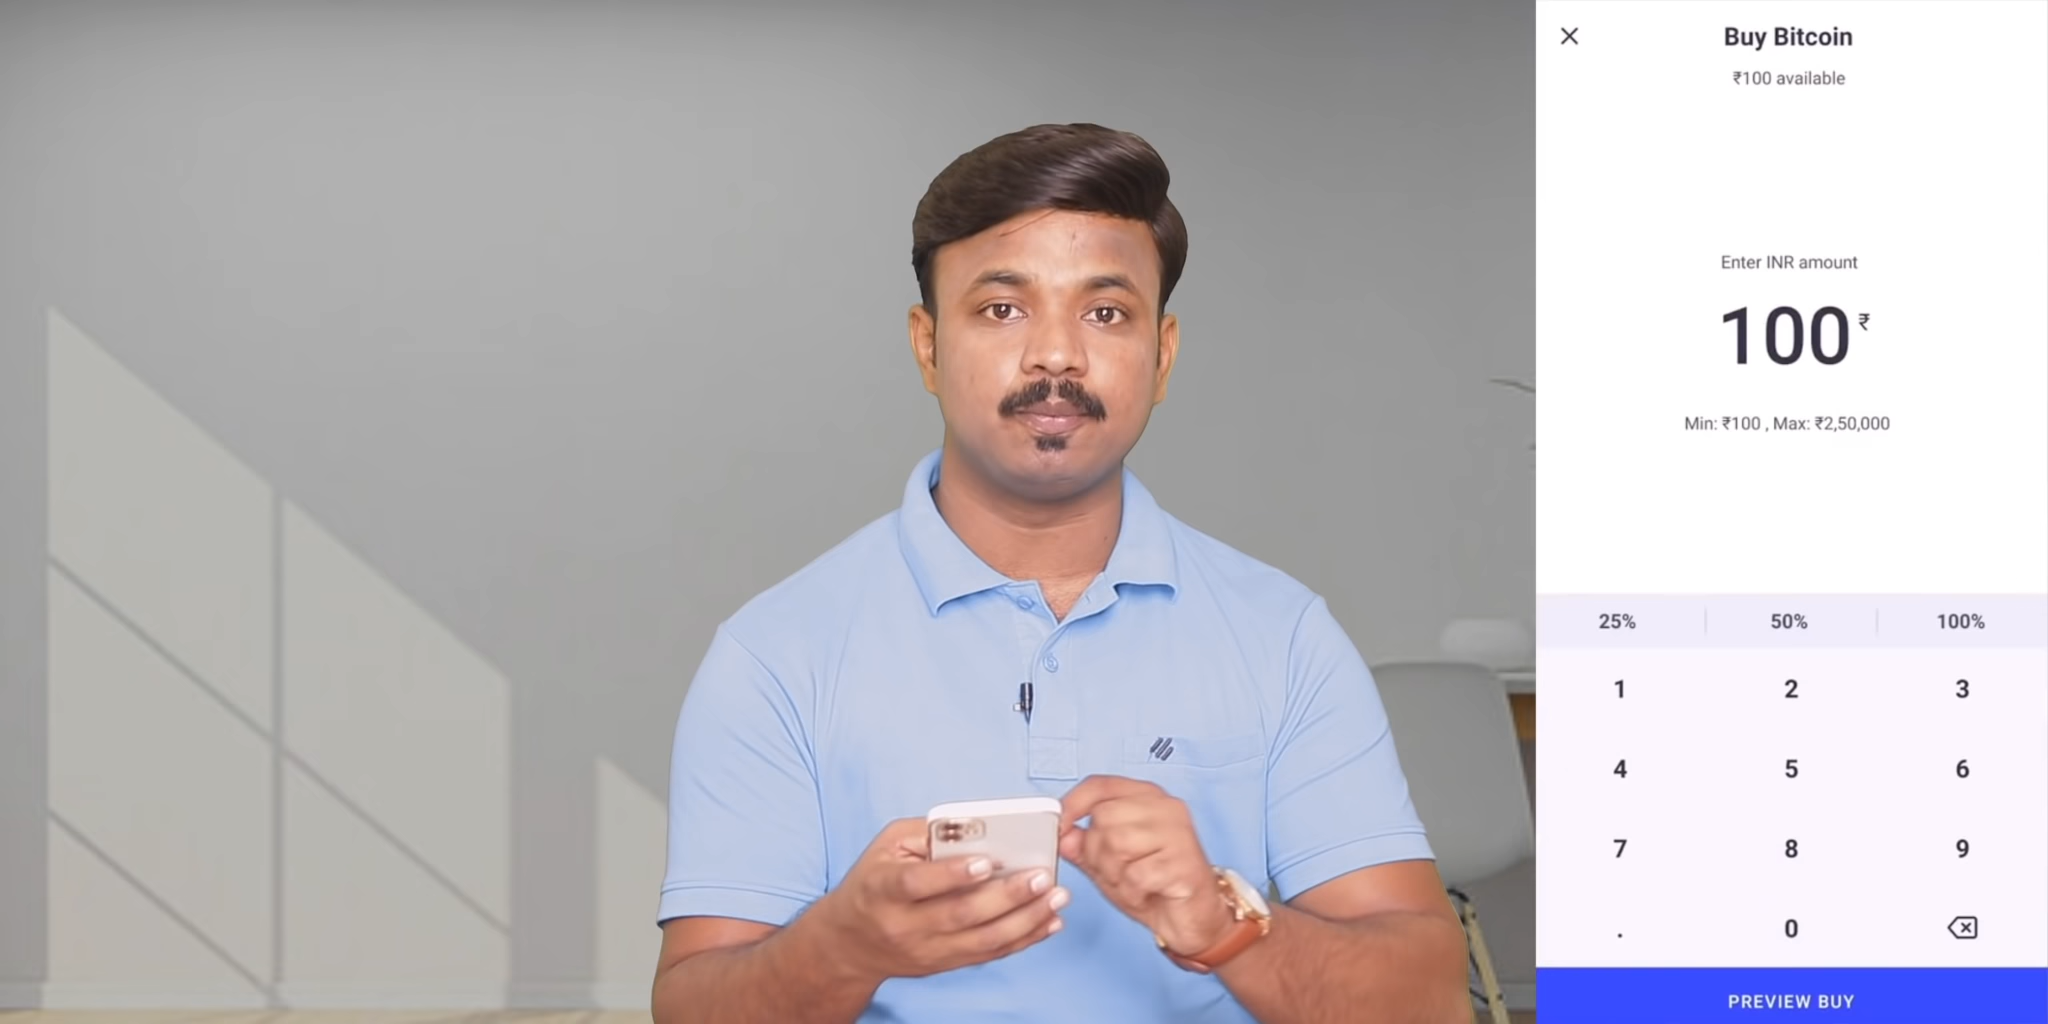 Buy Bitcoin
₹100 available
Enter INR amount
100 ₹
Min: ₹100 , Max: ₹2,50,000
25% 50% 100%
1 2 3
4 5 6
7 8 9
. 0
PREVIEW BUY